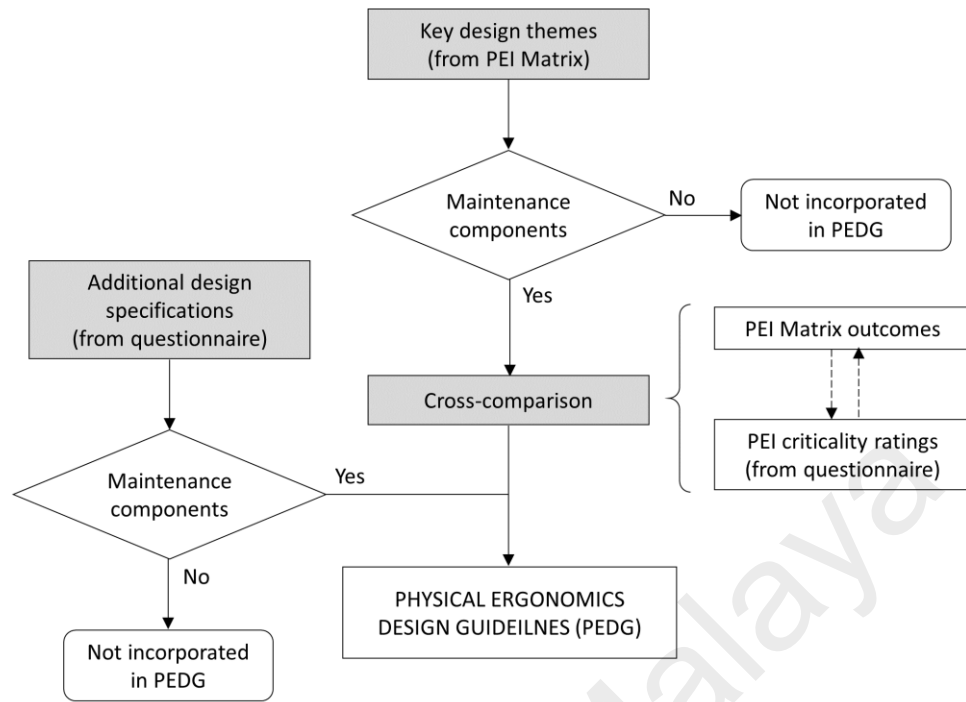 Key design themes
(from PEI Matrix)
Maintenance
components
No
Not incorporated
in PEDG
Yes
Additional design
specifications
(from questionnaire)
PEI Matrix outcomes
Cross-comparison
PEI criticality ratings
(from questionnaire)
Maintenance
components
Yes
No
PHYSICAL ERGONOMICS
DESIGN GUIDEILNES (PEDG)
Not incorporated
in PEDG
Malaya